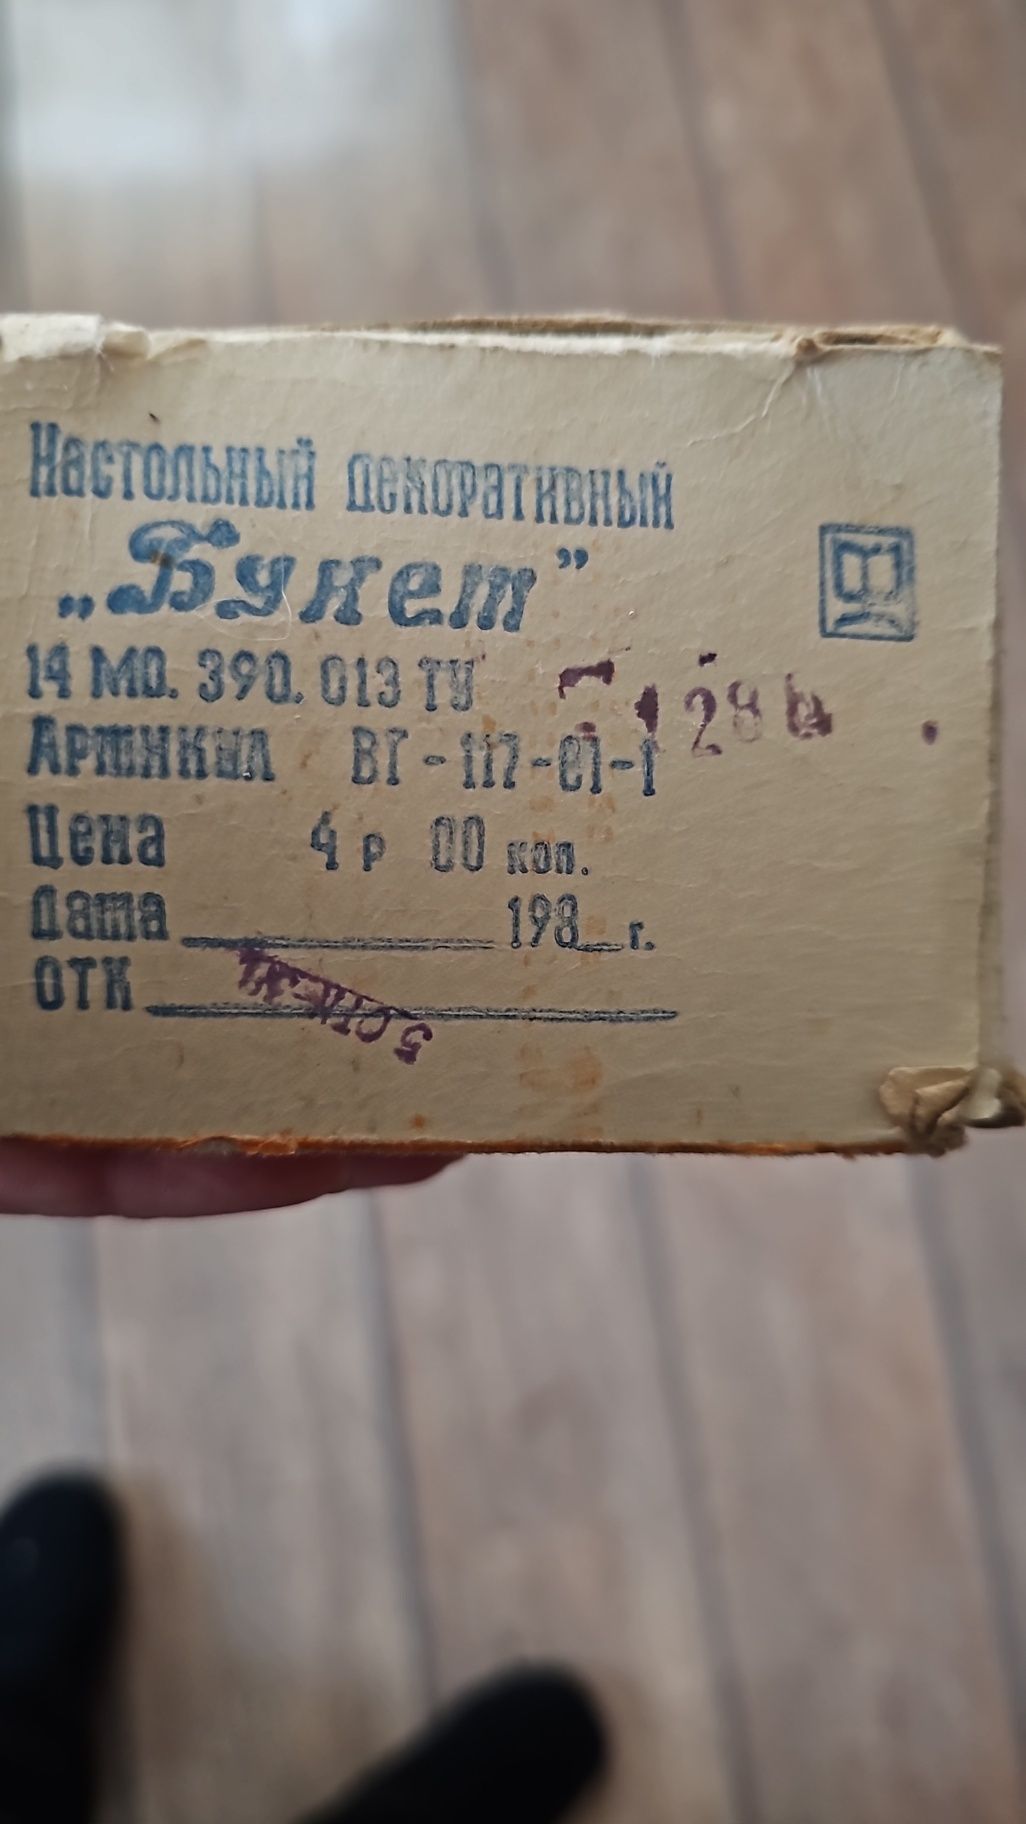 Настольный декоративный
„Букет”
14 МО. 390. 013 ТУ
Артикул ВГ-117-01-1
Цена 4 р 00 коп.
Дата 198 г.
ОТК